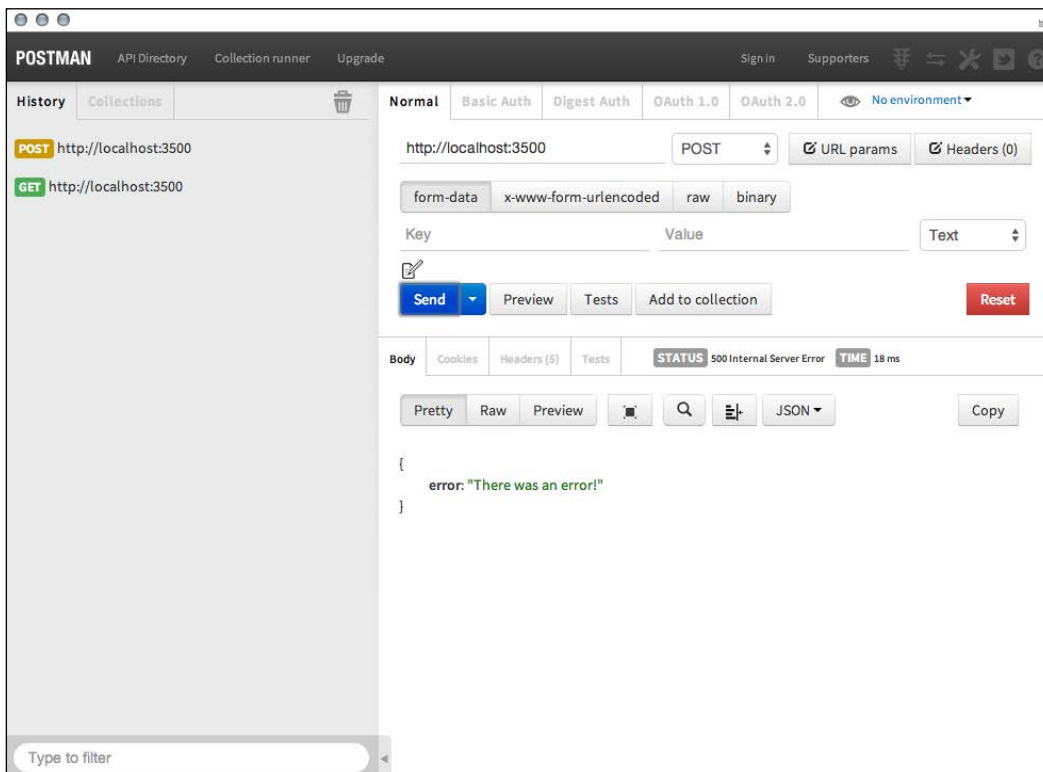 POSTMAN API Directory Collection runner Upgrade Sign in Supporters
History Collections
POST http://localhost:3500
GET http://localhost:3500
Type to filter
Normal Basic Auth Digest Auth OAuth 1.0 OAuth 2.0 No environment
http://localhost:3500 POST URL params Headers (0)
form-data x-www-form-urlencoded raw binary
Key Value Text
Send Preview Tests Add to collection Reset
Body Cookies Headers (5) Tests STATUS 500 Internal Server Error TIME 18 ms
Pretty Raw Preview JSON Copy
{
error: "There was an error!"
}